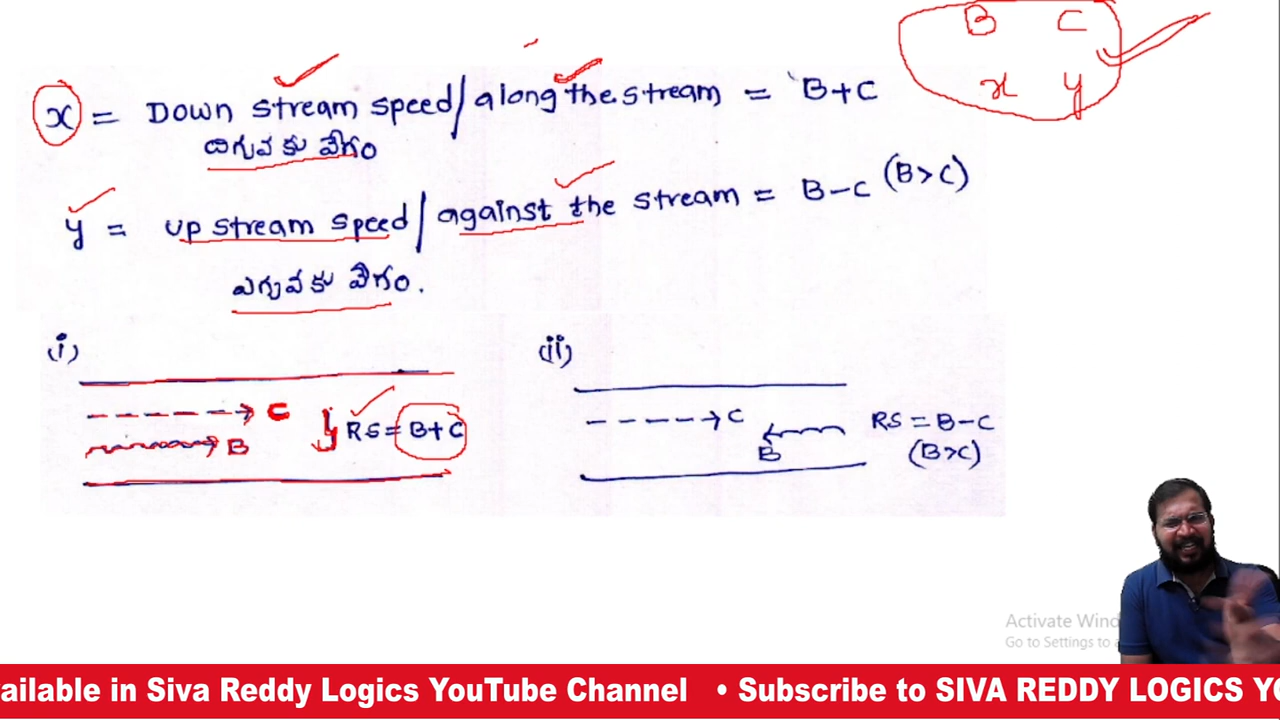 B C
x y
x = Down stream speed/along the stream = B+C
దిగువకు వేగం
y = up stream speed/against the stream = B-C (B>C)
ఎగువకు వేగం.
(i)
C
B
RS = B+C
(ii)
C
B
RS = B-C
(B>C)
Activate Wind
Go to Settings to a
ailable in Siva Reddy Logics YouTube Channel • Subscribe to SIVA REDDY LOGICS